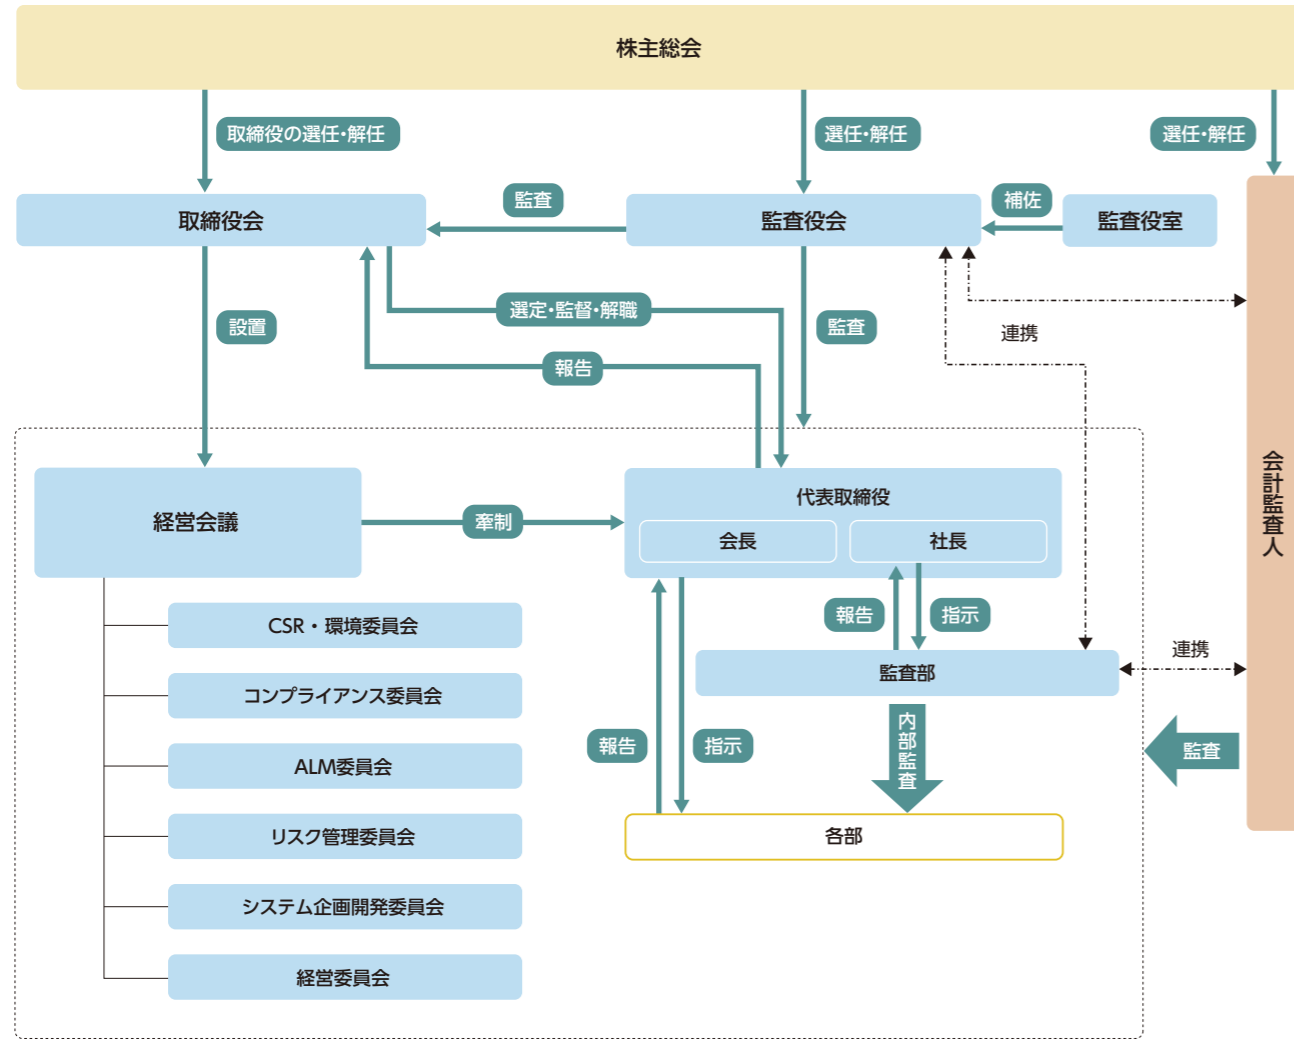 株主総会
取締役の選任・解任
選任・解任
選任・解任
取締役会
監査
監査役会
補佐
監査役室
設置
選定・監督・解職
監査
連携
報告
会計監査人
経営会議
牽制
代表取締役
会長
社長
CSR・環境委員会
報告
指示
コンプライアンス委員会
監査部
連携
ALM委員会
報告
指示
内部監査
監査
リスク管理委員会
各部
システム企画開発委員会
経営委員会